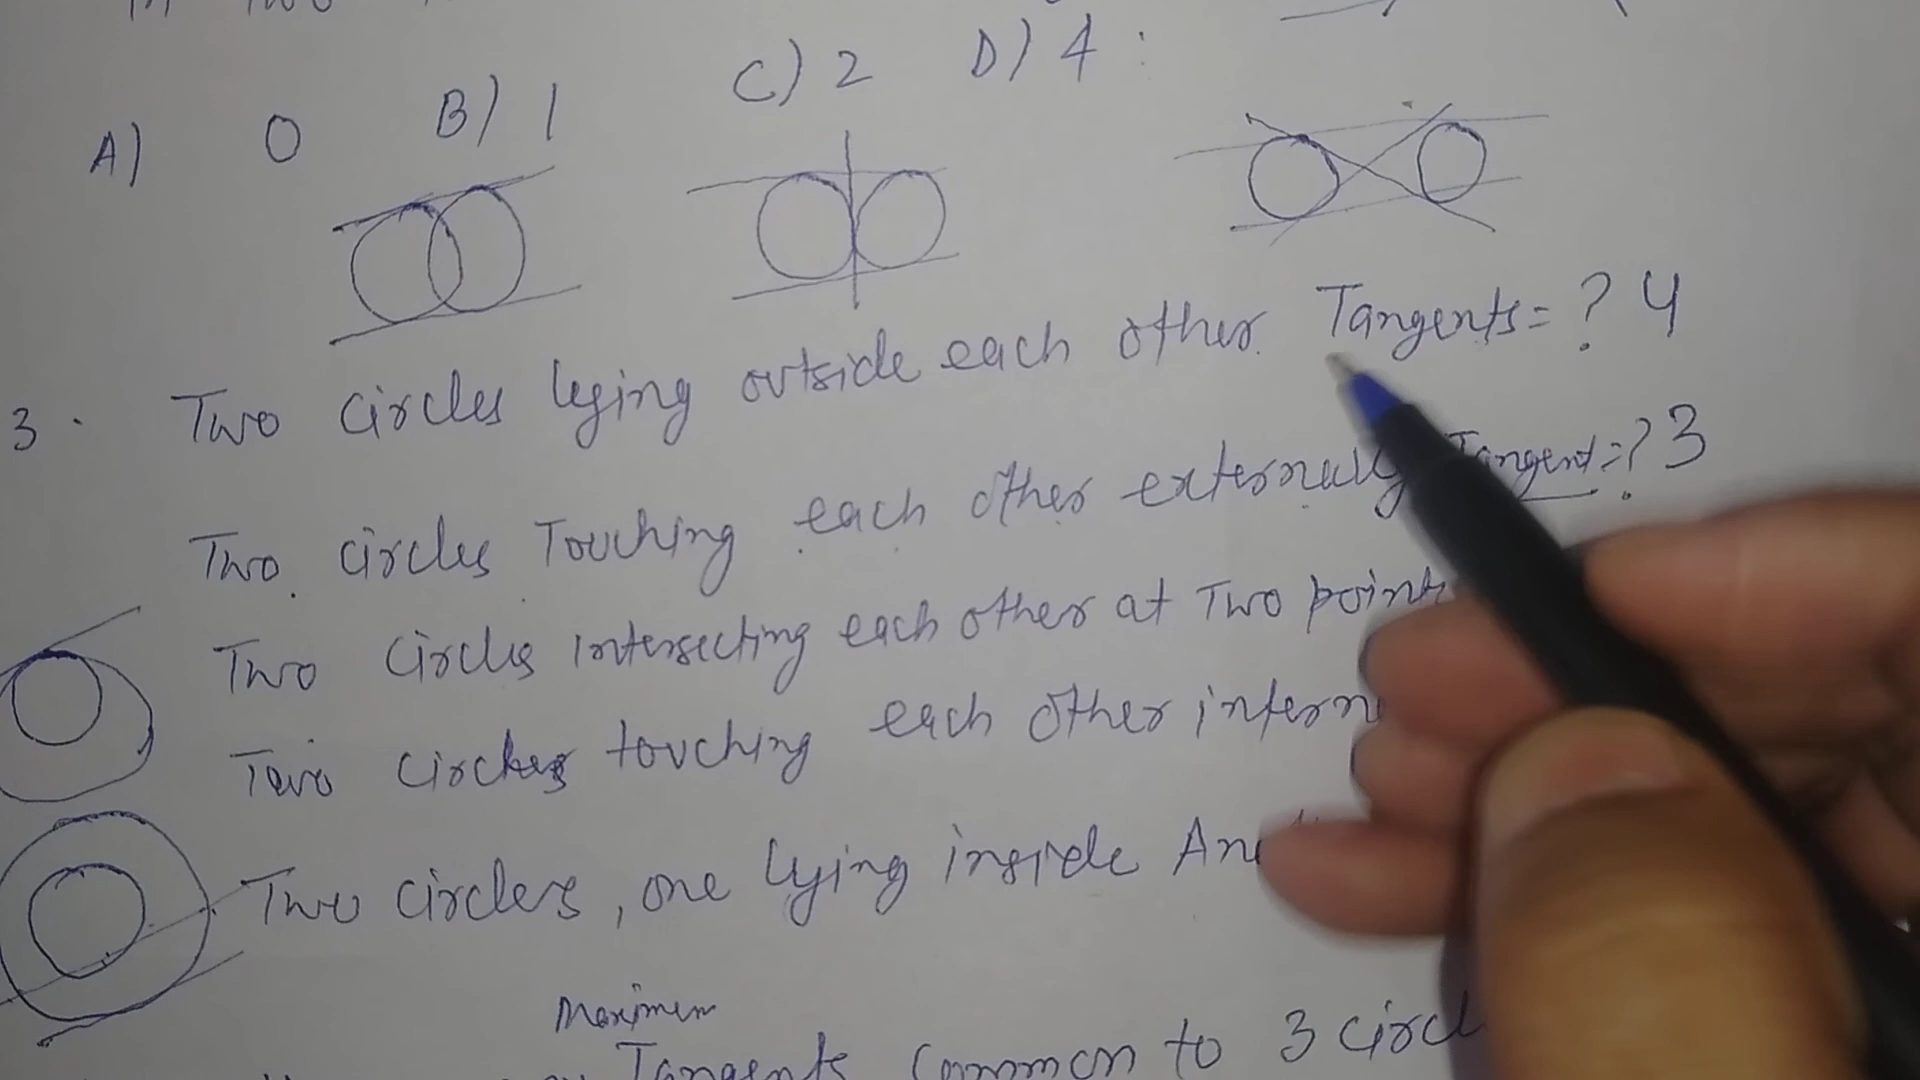 A) 0 B) 1 C) 2 D) 4
3. Two circles lying outside each other Tangents = ? 4
Two circles Touching each other externally Tangent = ? 3
Two circles intersecting each other at Two points
Two circles touching each other intern
Two circles, one lying inside An
Maximum
Tangents common to 3 circl